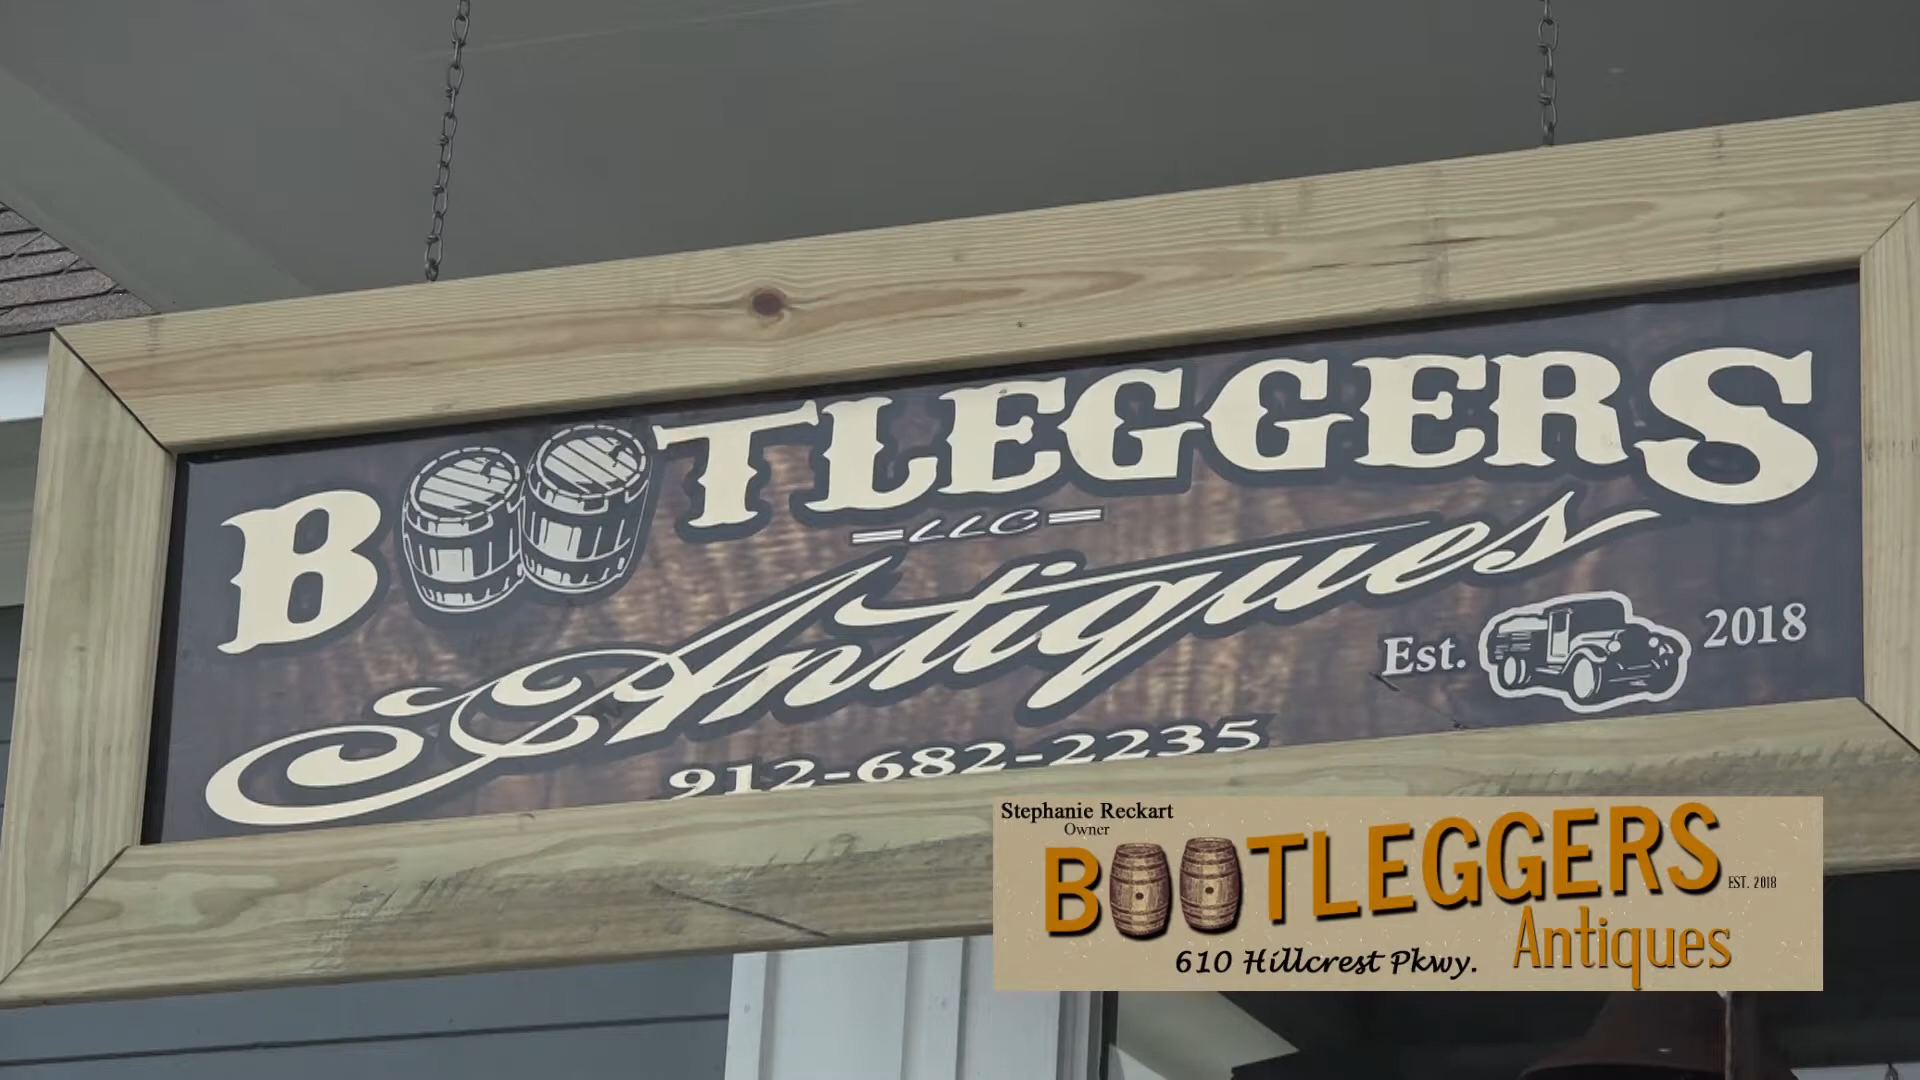 BOOTLEGGERS
LLC
Antiques
Est. 2018
912-682-2235
Stephanie Reckart
Owner
BOOTLEGGERS
EST. 2018
Antiques
610 Hillcrest Pkwy.